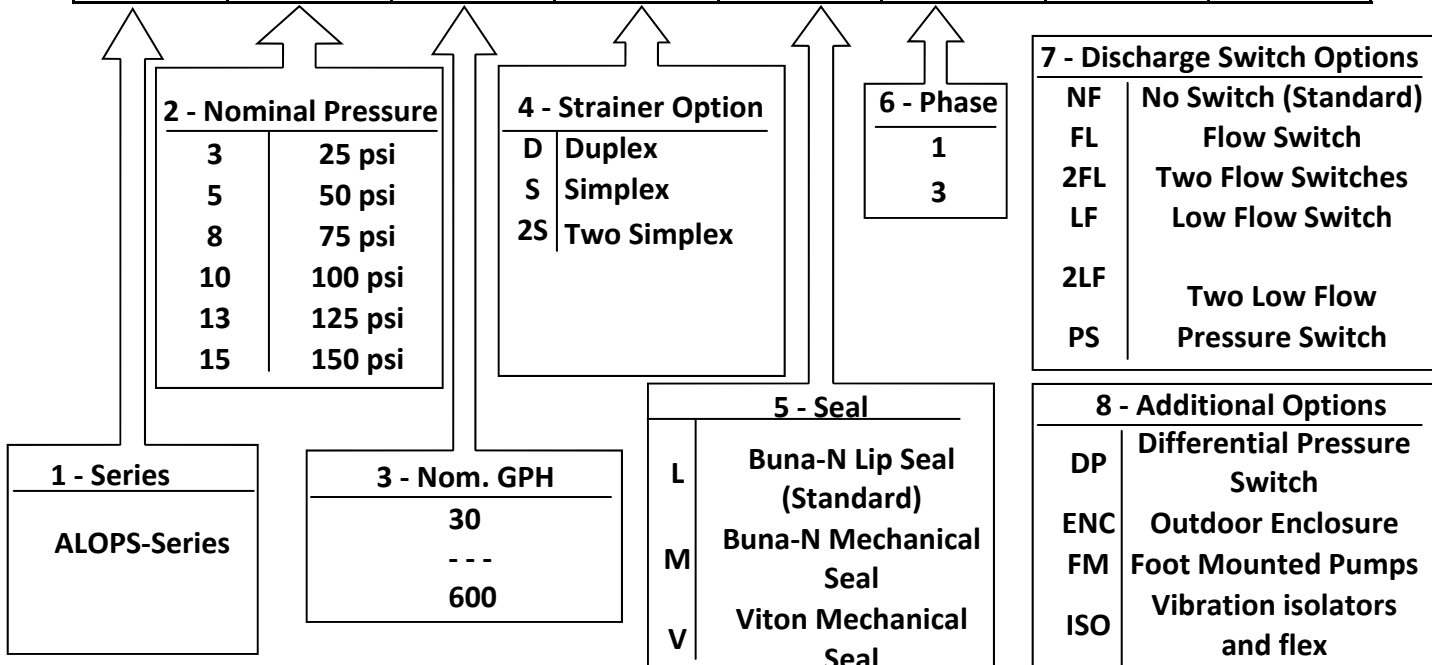 2 - Nominal Pressure
3 25 psi
5 50 psi
8 75 psi
10 100 psi
13 125 psi
15 150 psi
4 - Strainer Option
D Duplex
S Simplex
2S Two Simplex
6 - Phase
1
3
7 - Discharge Switch Options
NF No Switch (Standard)
FL Flow Switch
2FL Two Flow Switches
LF Low Flow Switch
2LF Two Low Flow
PS Pressure Switch
1 - Series
ALOPS-Series
3 - Nom. GPH
30
- - -
600
5 - Seal
L Buna-N Lip Seal
(Standard)
M Buna-N Mechanical
Seal
V Viton Mechanical
Seal
8 - Additional Options
DP Differential Pressure
Switch
ENC Outdoor Enclosure
FM Foot Mounted Pumps
ISO Vibration isolators
and flex